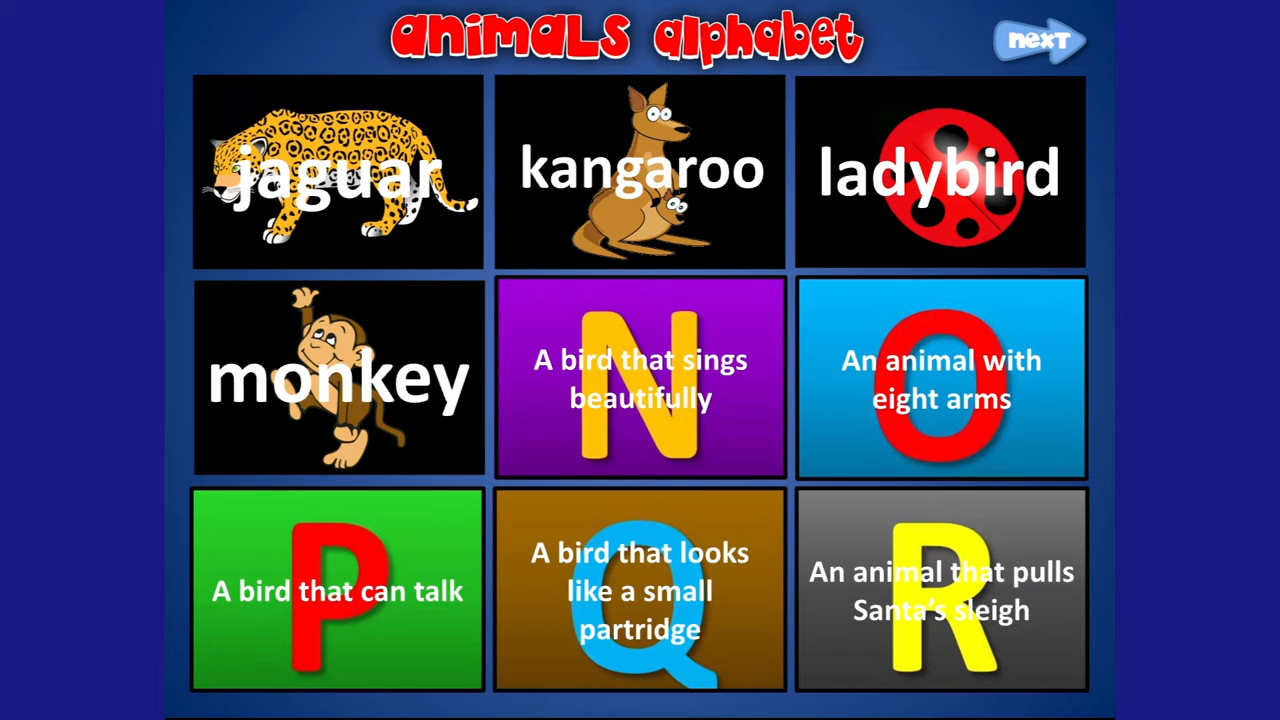 animals alphabet
next
jaguar
kangaroo
ladybird
monkey
N
A bird that sings
beautifully
O
An animal with
eight arms
P
A bird that can talk
Q
A bird that looks
like a small
partridge
R
An animal that pulls
Santa's sleigh